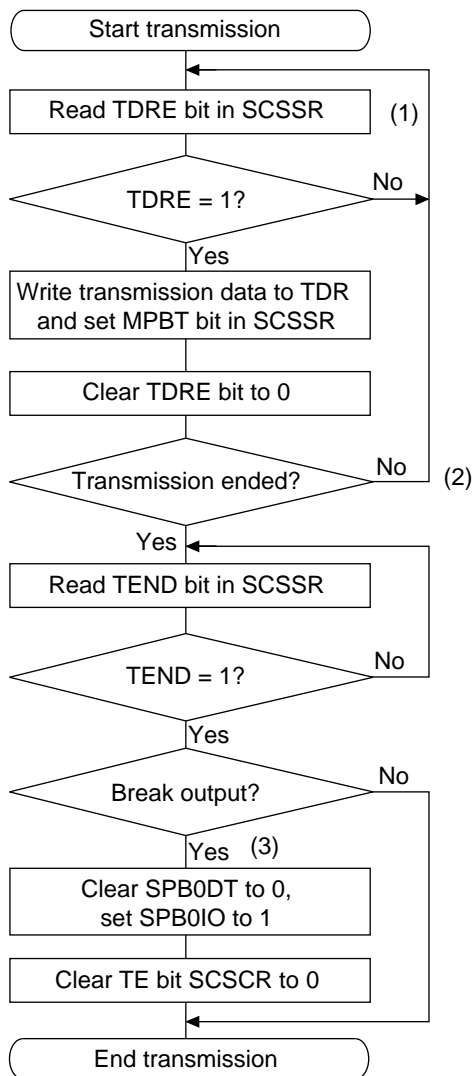 Start transmission
Read TDRE bit in SCSSR
(1)
TDRE = 1?
No
Yes
Write transmission data to TDR
and set MPBT bit in SCSSR
Clear TDRE bit to 0
Transmission ended?
No
(2)
Yes
Read TEND bit in SCSSR
TEND = 1?
No
Yes
Break output?
No
Yes
(3)
Clear SPB0DT to 0,
set SPB0IO to 1
Clear TE bit SCSCR to 0
End transmission